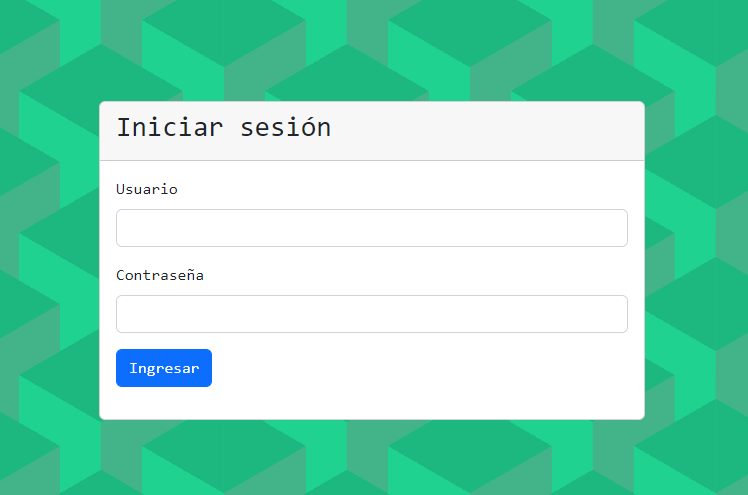 Iniciar sesión
Usuario
Contraseña
Ingresar